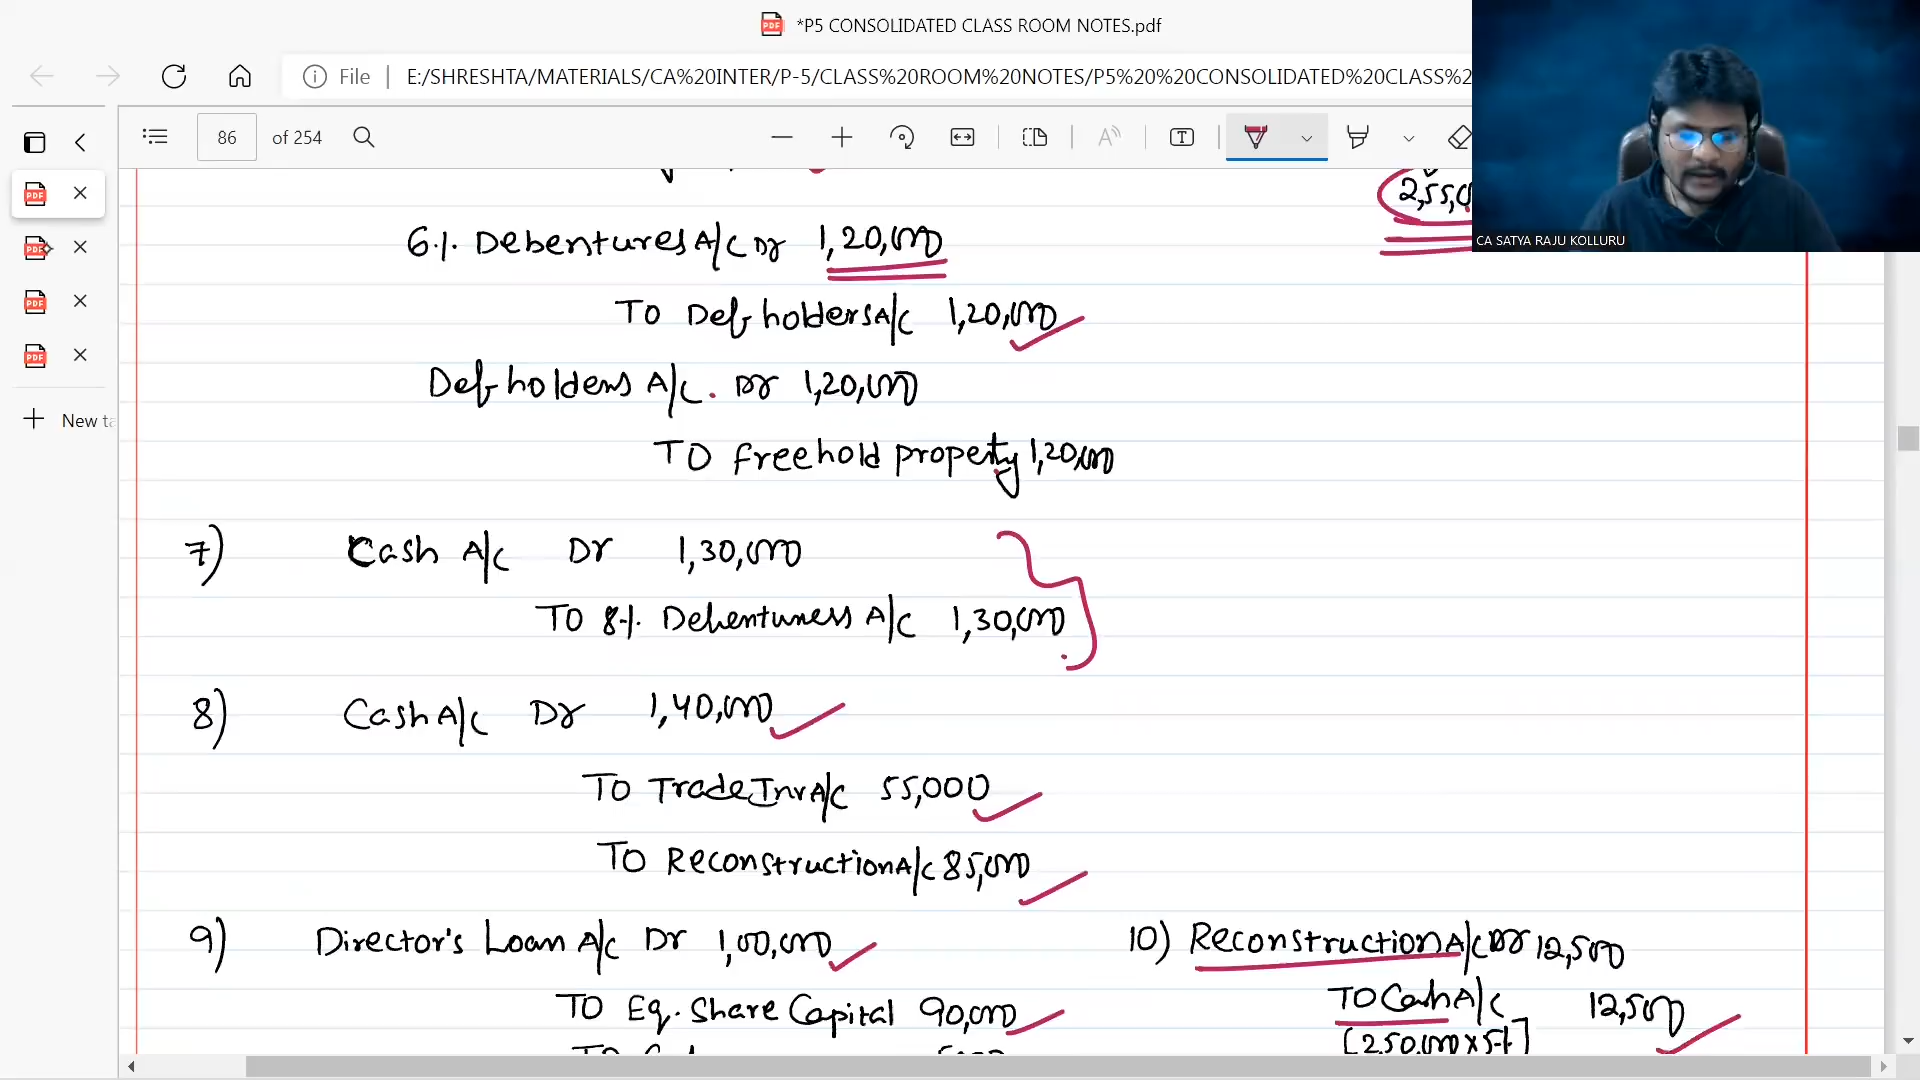 *P5 CONSOLIDATED CLASS ROOM NOTES.pdf
File | E:/SHRESHTA/MATERIALS/CA%20INTER/P-5/CLASS%20ROOM%20NOTES/P5%20%20CONSOLIDATED%20CLASS%2
86 of 254
2,55,0
CA SATYA RAJU KOLLURU
6%. Debentures A/c Dr 1,20,000
To Deb-holders A/c 1,20,000
Deb-holders A/c. Dr 1,20,000
To freehold property 1,20,000
New ta
7) Cash A/c Dr 1,30,000
To 8%. Debentures A/c 1,30,000
8) Cash A/c Dr 1,40,000
To Trade Inv A/c 55,000
To Reconstruction A/c 85,000
9) Director's Loan A/c Dr 1,00,000
To Eq. Share Capital 90,000
10) Reconstruction A/c Dr 12,500
To Cash A/c 12,500
[2,50,000 x 5%]